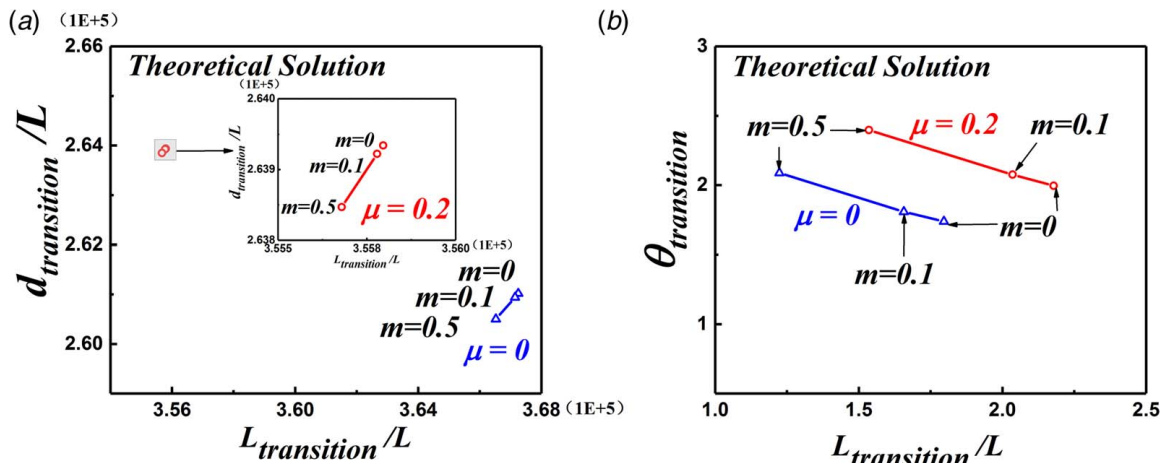 (a)
(1E+5)
2.66
2.64
2.62
2.60
d_transition /L
3.56
3.60
3.64
3.68 (1E+5)
L_transition /L
Theoretical Solution
(1E+5)
2.640
2.639
2.638
d_transition /L
3.555
3.558
3.560
(1E+5)
L_transition /L
m=0
m=0.1
m=0.5
μ = 0.2
m=0
m=0.1
m=0.5
μ = 0
(b)
3
2
1
θ_transition
1.0
1.5
2.0
2.5
L_transition /L
Theoretical Solution
m=0.5
μ = 0.2
m=0.1
μ = 0
m=0
m=0.1